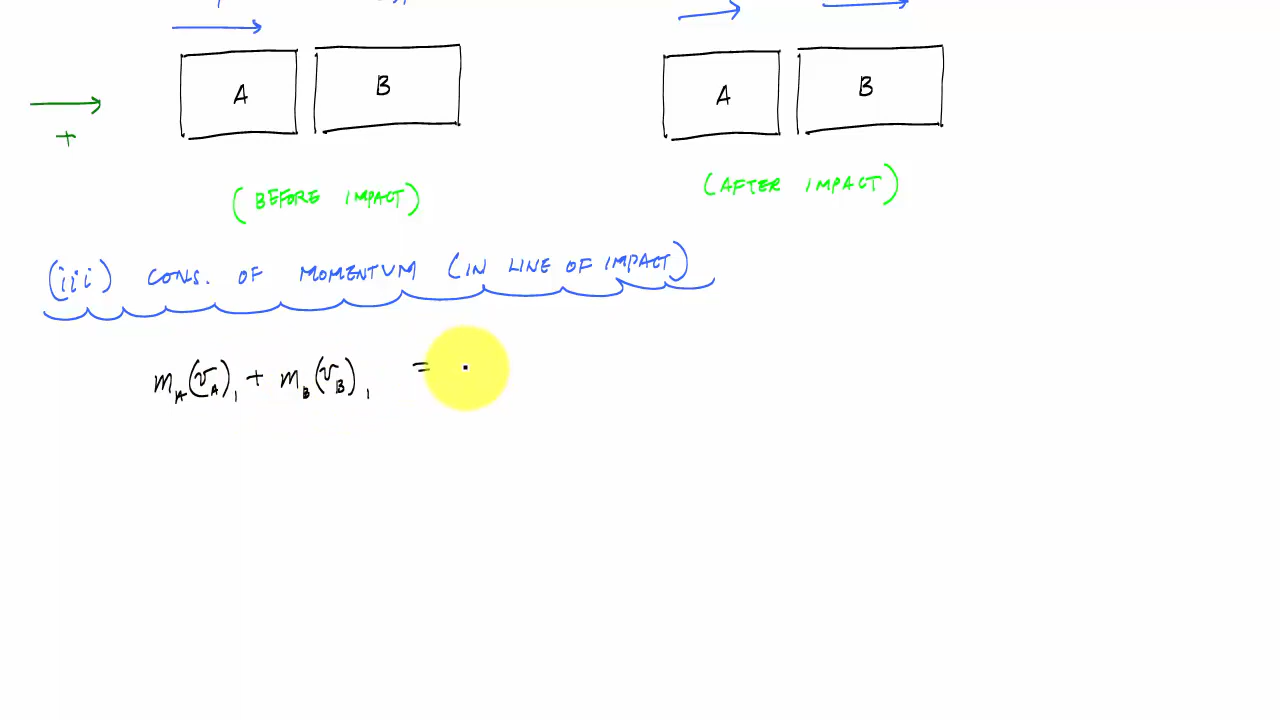 A B A B
+
(BEFORE IMPACT) (AFTER IMPACT)
(iii) CONS. OF MOMENTUM (IN LINE OF IMPACT)
m_A(v_A)_1 + m_B(v_B)_1 =